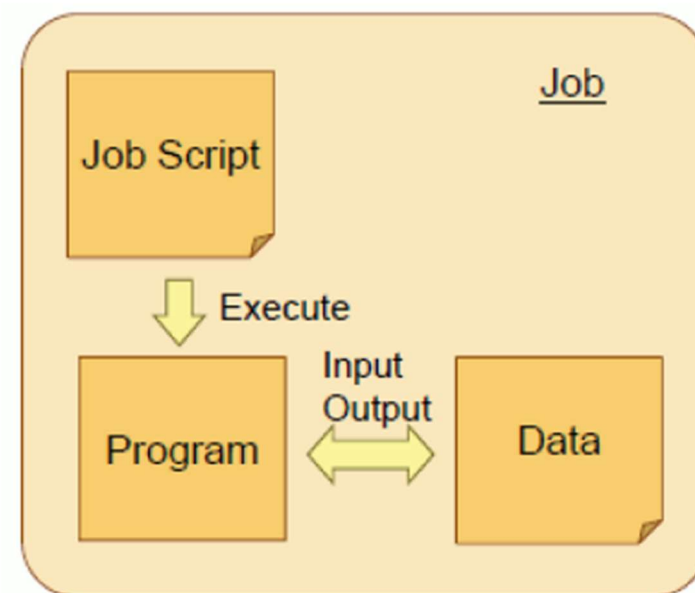 Job
Job Script
Execute
Input
Output
Program
Data